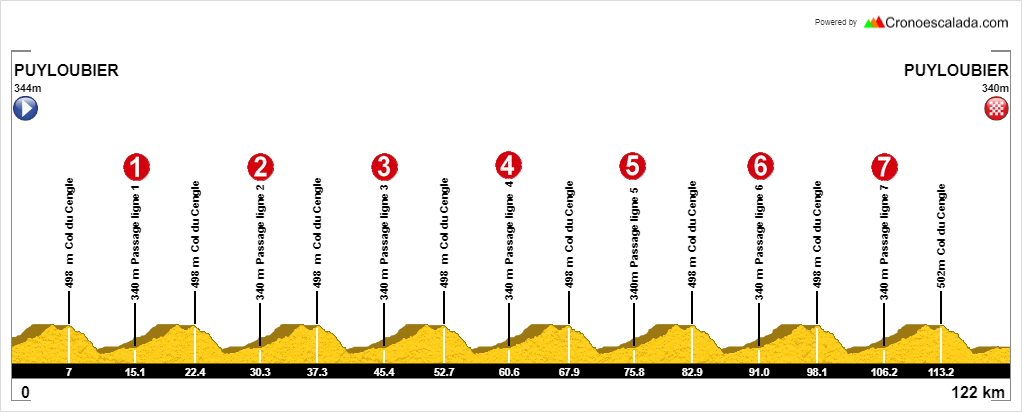 Powered by Cronoescalada.com
PUYLOUBIER
344m
PUYLOUBIER
340m
1
2
3
4
5
6
7
498 m Col du Cengle
340 m Passage ligne 1
498 m Col du Cengle
340 m Passage ligne 2
498 m Col du Cengle
340 m Passage ligne 3
498 m Col du Cengle
340 m Passage ligne 4
498 m Col du Cengle
340m Passage ligne 5
498 m Col du Cengle
340 m Passage ligne 6
498 m Col du Cengle
340 m Passage ligne 7
502m Col du Cengle
7 15.1 22.4 30.3 37.3 45.4 52.7 60.6 67.9 75.8 82.9 91.0 98.1 106.2 113.2
0 122 km